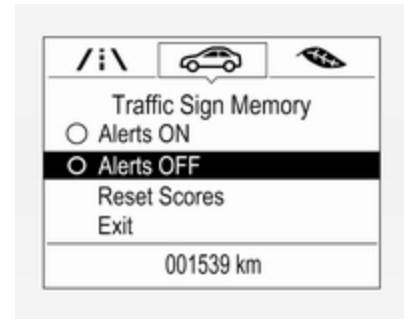 Traffic Sign Memory
Alerts ON
Alerts OFF
Reset Scores
Exit
001539 km